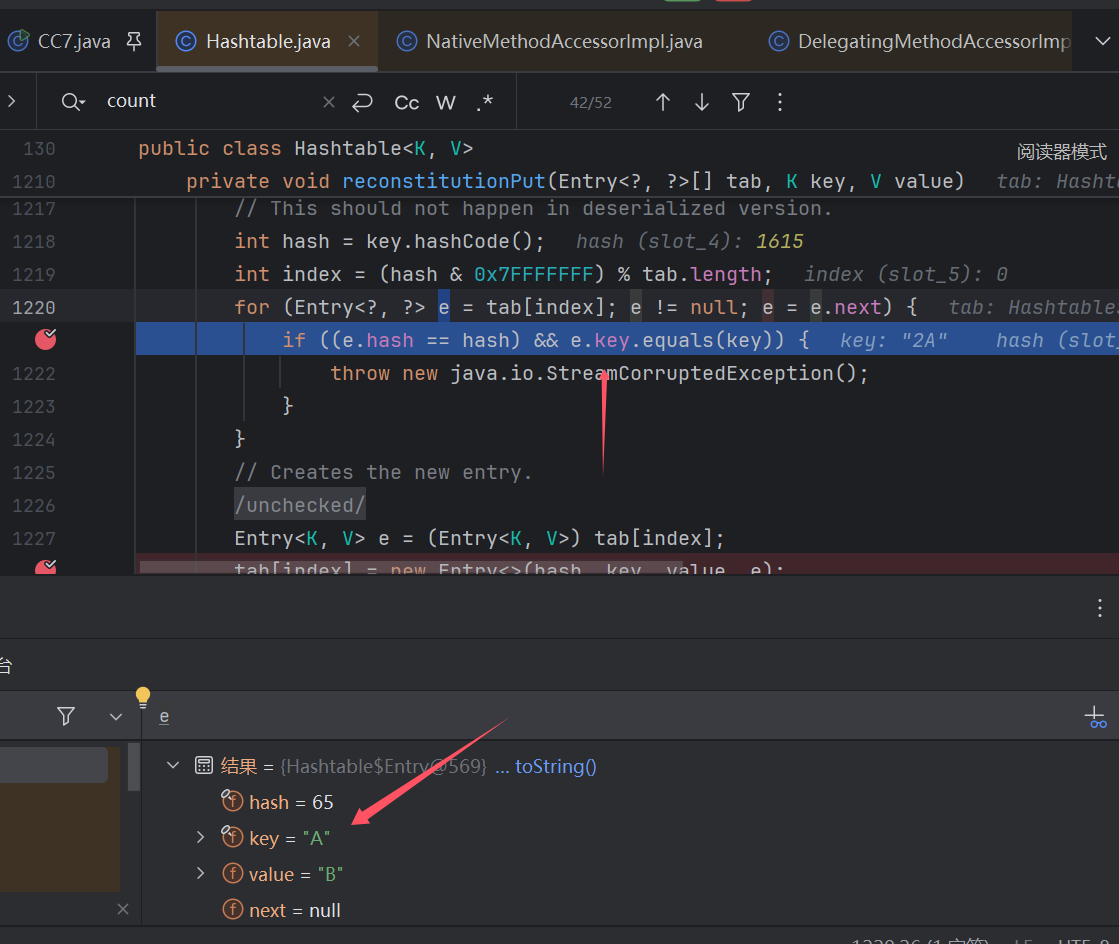 CC7.java
Hashtable.java
NativeMethodAccessorImpl.java
DelegatingMethodAccessorImp
count
Cc W .*
42/52
130 public class Hashtable<K, V>
阅读器模式
1210 private void reconstitutionPut(Entry<?, ?>[] tab, K key, V value) tab: Hashta
1217 // This should not happen in deserialized version.
1218 int hash = key.hashCode(); hash (slot_4): 1615
1219 int index = (hash & 0x7FFFFFFF) % tab.length; index (slot_5): 0
1220 for (Entry<?, ?> e = tab[index]; e != null; e = e.next) { tab: Hashtable
if ((e.hash == hash) && e.key.equals(key)) { key: "2A" hash (slot_
1222 throw new java.io.StreamCorruptedException();
1223 }
1224 }
1225 // Creates the new entry.
1226 /unchecked/
1227 Entry<K, V> e = (Entry<K, V>) tab[index];
tab[index] = new Entry<>(hash, key, value, e);
台
e
结果 = {Hashtable$Entry@569} ... toString()
hash = 65
key = "A"
value = "B"
next = null